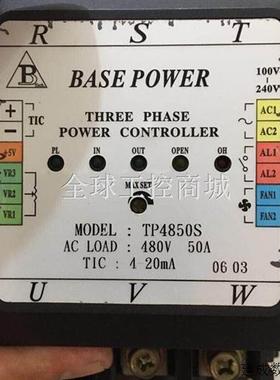 R S T
B
BASE POWER
100V
240V
+
−
TIC
THREE PHASE
POWER CONTROLLER
AC1
AC2
+5V
VR3
VR2
VR1
PL IN OUT OPEN OH
AL1
AL2
FAN1
FAN2
全球工控商城
MAX SET
MODEL : TP4850S
AC LOAD : 480V 50A
TIC : 4-20mA
06 03
U V W